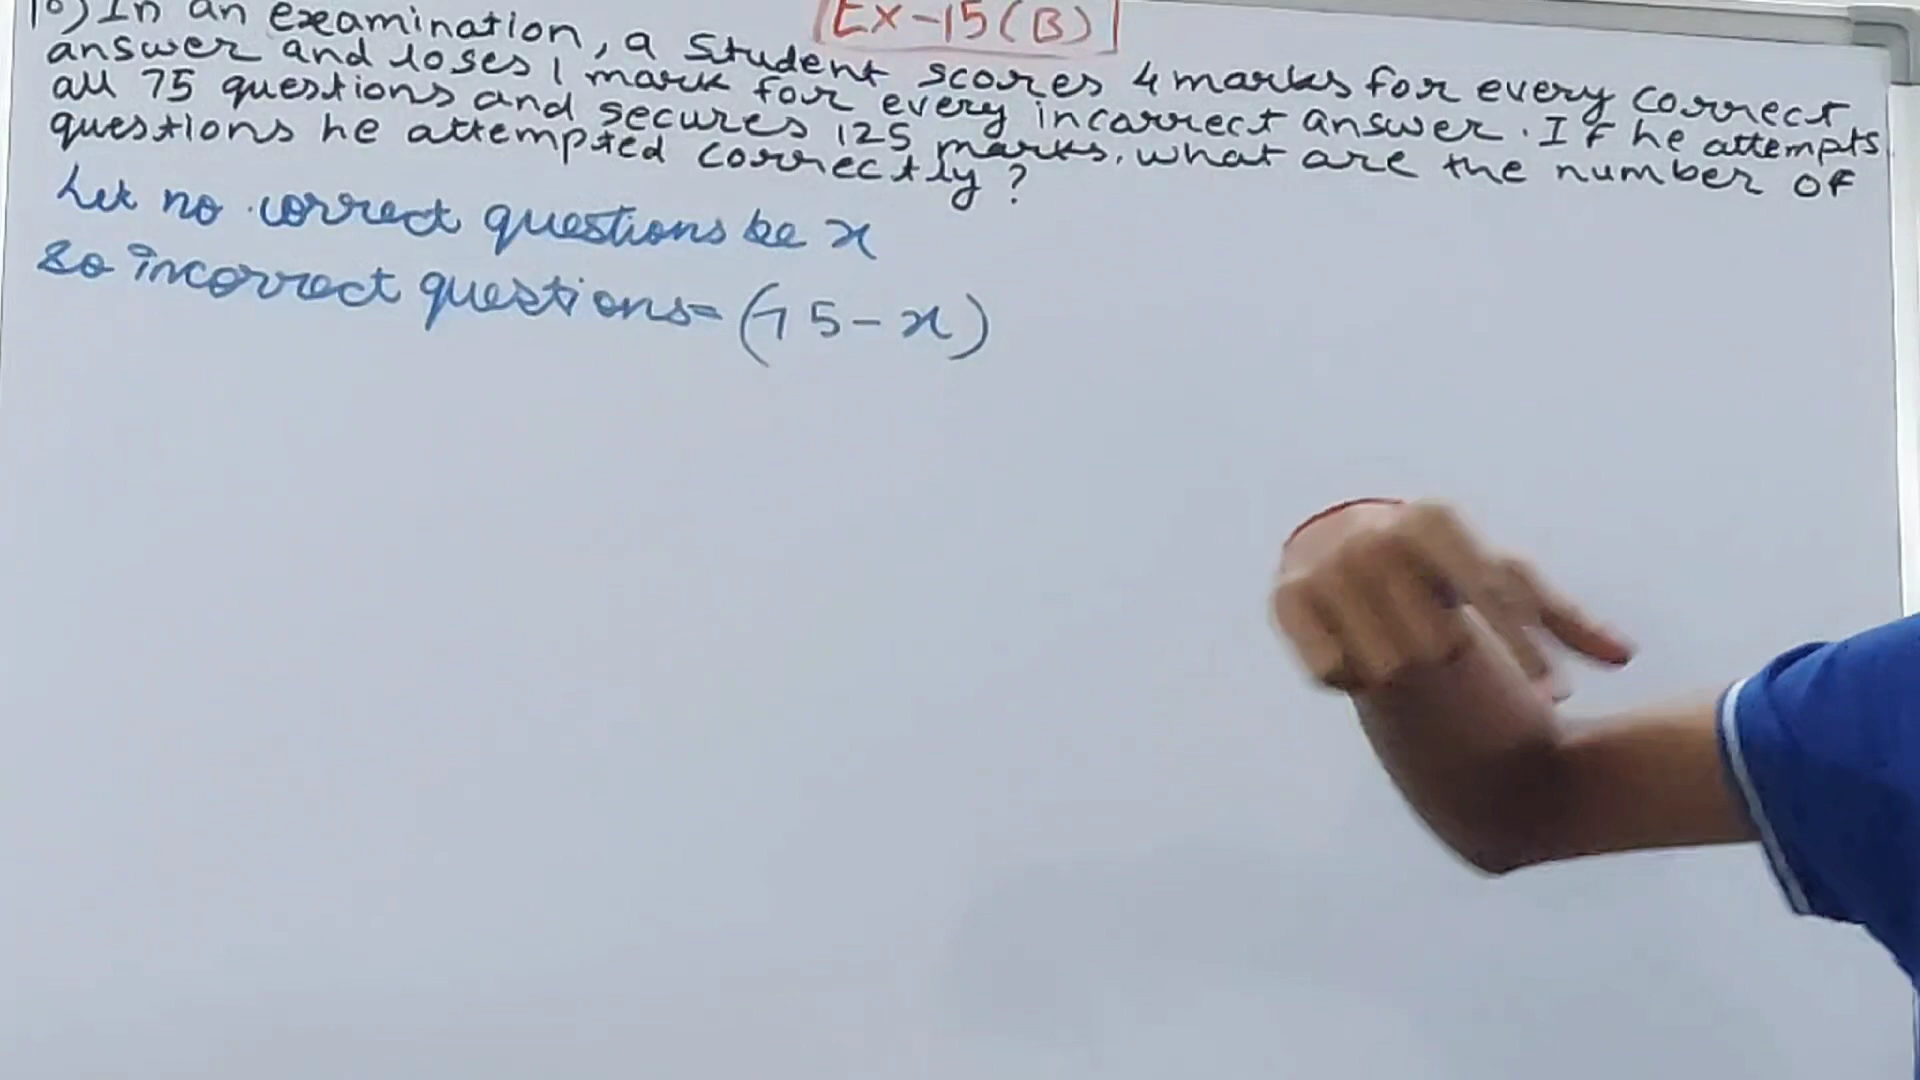 Ex-15(B)
In an examination, a student scores 4 marks for every correct
answer and loses 1 mark for every incorrect answer. If he attempts
all 75 questions and secures 125 marks, what are the number of
questions he attempted correctly?
Let no. correct questions be x
So incorrect questions = (75-x)